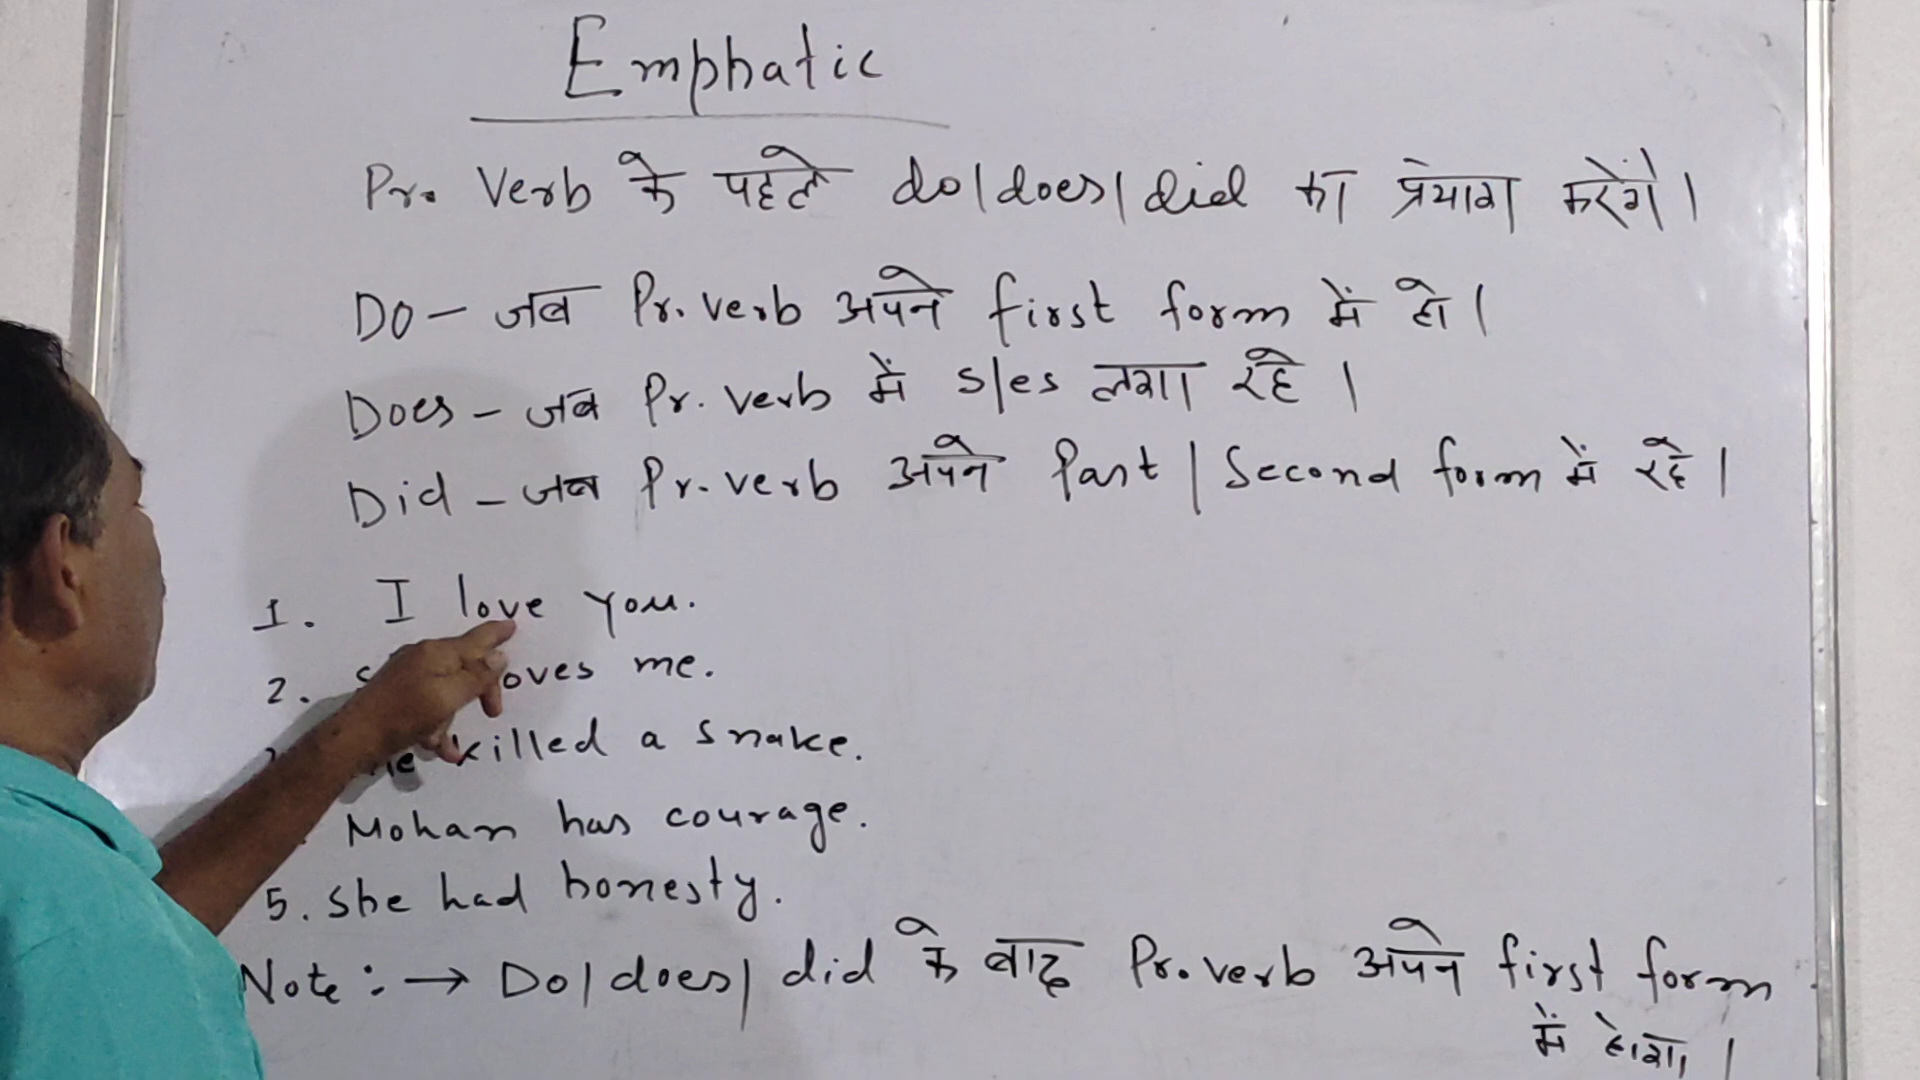 Emphatic
Pr. Verb के पहले do/does/did का प्रयोग करेंगे।
DO - जब Pr. verb अपने first form में हो।
Does - जब Pr. verb में s/es लगा रहे।
Did - जब Pr. verb अपने Past / Second form में रहे।
1. I love you.
2. loves me.
killed a snake.
Mohan has courage.
5. She had honesty.
Note :→ Do/does/did के बाद Pr. verb अपने first form
में होगा।